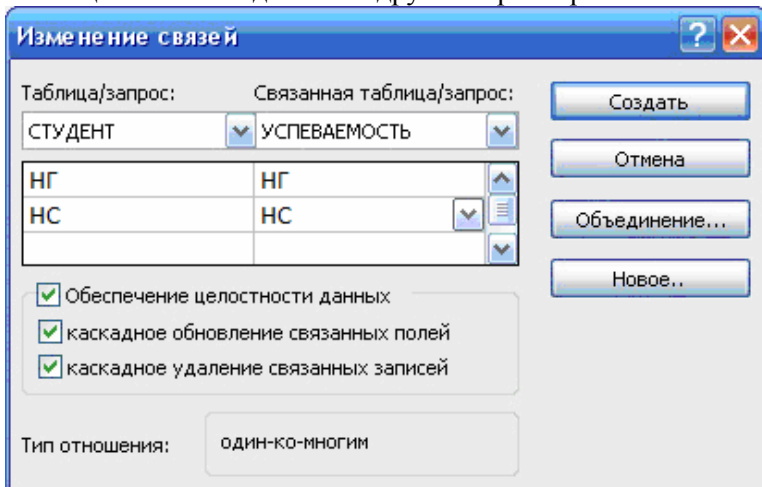 Изменение связей
Таблица/запрос: Связанная таблица/запрос:
СТУДЕНТ УСПЕВАЕМОСТЬ
НГ НГ
НС НС
Обеспечение целостности данных
каскадное обновление связанных полей
каскадное удаление связанных записей
Тип отношения: один-ко-многим
Создать
Отмена
Объединение...
Новое..